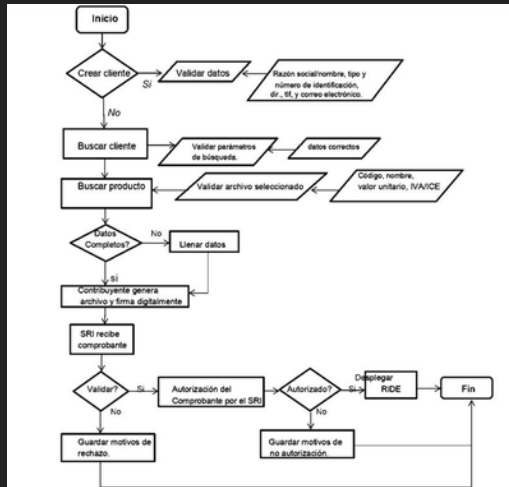 Inicio
Crear cliente
Si
Validar datos
Razón social/nombre, tipo y
número de identificación,
dir., tlf, y correo electrónico.
No
Buscar cliente
Validar parámetros
de búsqueda.
datos correctos
Buscar producto
Validar archivo seleccionado
Código, nombre,
valor unitario, IVA/ICE
Datos
Completos?
No
Llenar datos
si
Contribuyente genera
archivo y firma digitalmente
SRI recibe
comprobante
Validar?
Si
Autorización del
Comprobante por el SRI
Autorizado?
Si
Desplegar
RIDE
Fin
No
Guardar motivos de
rechazo.
No
Guardar motivos de
no autorización.